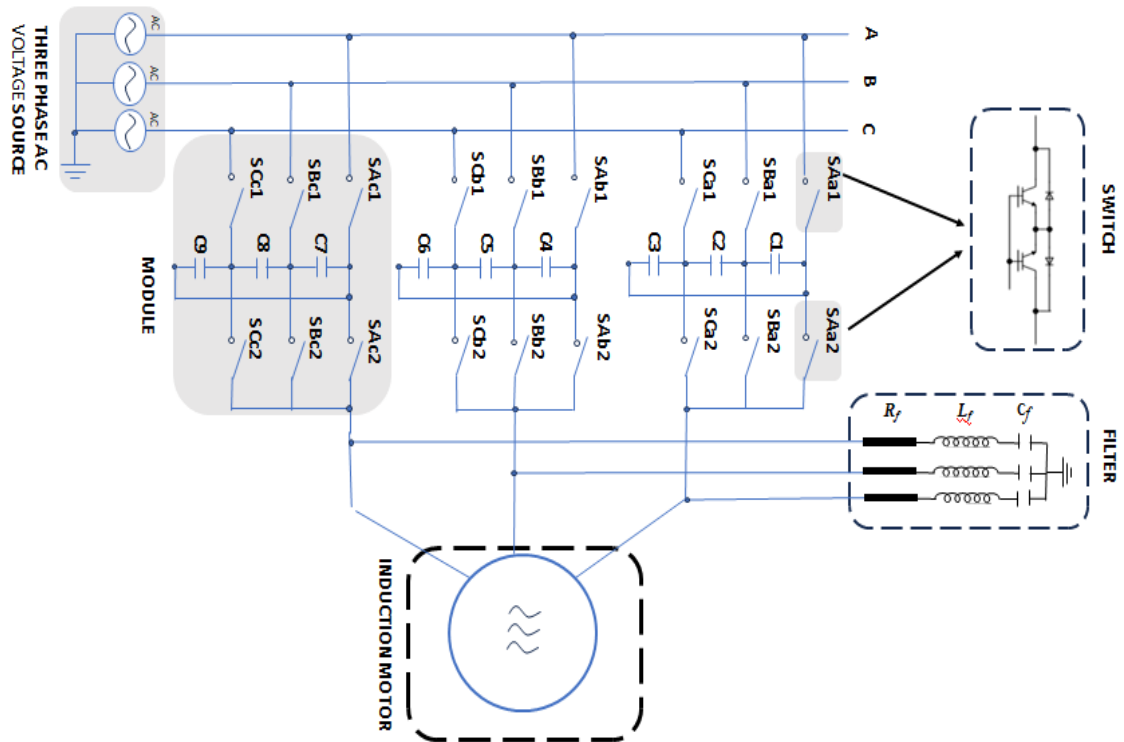 THREE PHASE AC
VOLTAGE SOURCE
AC
AC
AC
A
B
C
SCc1
SBc1
SAc1
SCb1
SBb1
SAb1
SCa1
SBa1
SAa1
C9
C8
C7
C6
C5
C4
C3
C2
C1
MODULE
SCc2
SBc2
SAc2
SCb2
SBb2
SAb2
SCa2
SBa2
SAa2
SWITCH
Rf
Lf
Cf
FILTER
INDUCTION MOTOR